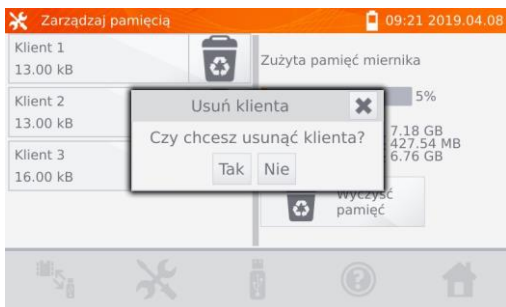 Zarządzaj pamięcią
09:21 2019.04.08
Klient 1
13.00 kB
Klient 2
13.00 kB
Klient 3
16.00 kB
Zużyta pamięć miernika
5%
7.18 GB
427.54 MB
6.76 GB
Wyczyść
pamięć
Usuń klienta
Czy chcesz usunąć klienta?
Tak
Nie